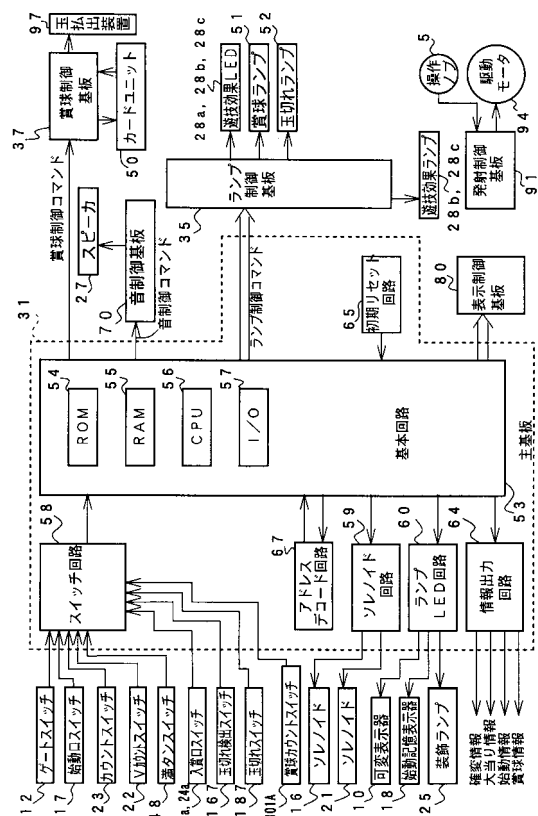 97
玉払出装置
37
賞球制御基板
カードユニット
50
賞球制御コマンド
スピーカ
27
音制御基板
70
音制御コマンド
31
28a, 28b, 28c
遊技効果LED
51
賞球ランプ
52
玉切れランプ
ランプ制御基板
35
ランプ制御コマンド
遊技効果ランプ
28b, 28c
5
操作ノブ
駆動モータ
94
発射制御基板
91
65
初期リセット回路
80
表示制御基板
54
ROM
55
RAM
56
CPU
57
I/O
基本回路
53
主基板
58
スイッチ回路
67
アドレスデコード回路
59
ソレノイド回路
60
ランプLED回路
64
情報出力回路
12
ゲートスイッチ
17
始動口スイッチ
23
カウントスイッチ
22
Vカウントスイッチ
48
満タンスイッチ
a, 24a
入賞口スイッチ
167
玉切れ検出スイッチ
187
玉切れスイッチ
301A
賞球カウントスイッチ
16
ソレノイド
21
ソレノイド
10
可変表示器
18
始動記憶表示器
25
装飾ランプ
確変情報
大当り情報
始動情報
賞球情報